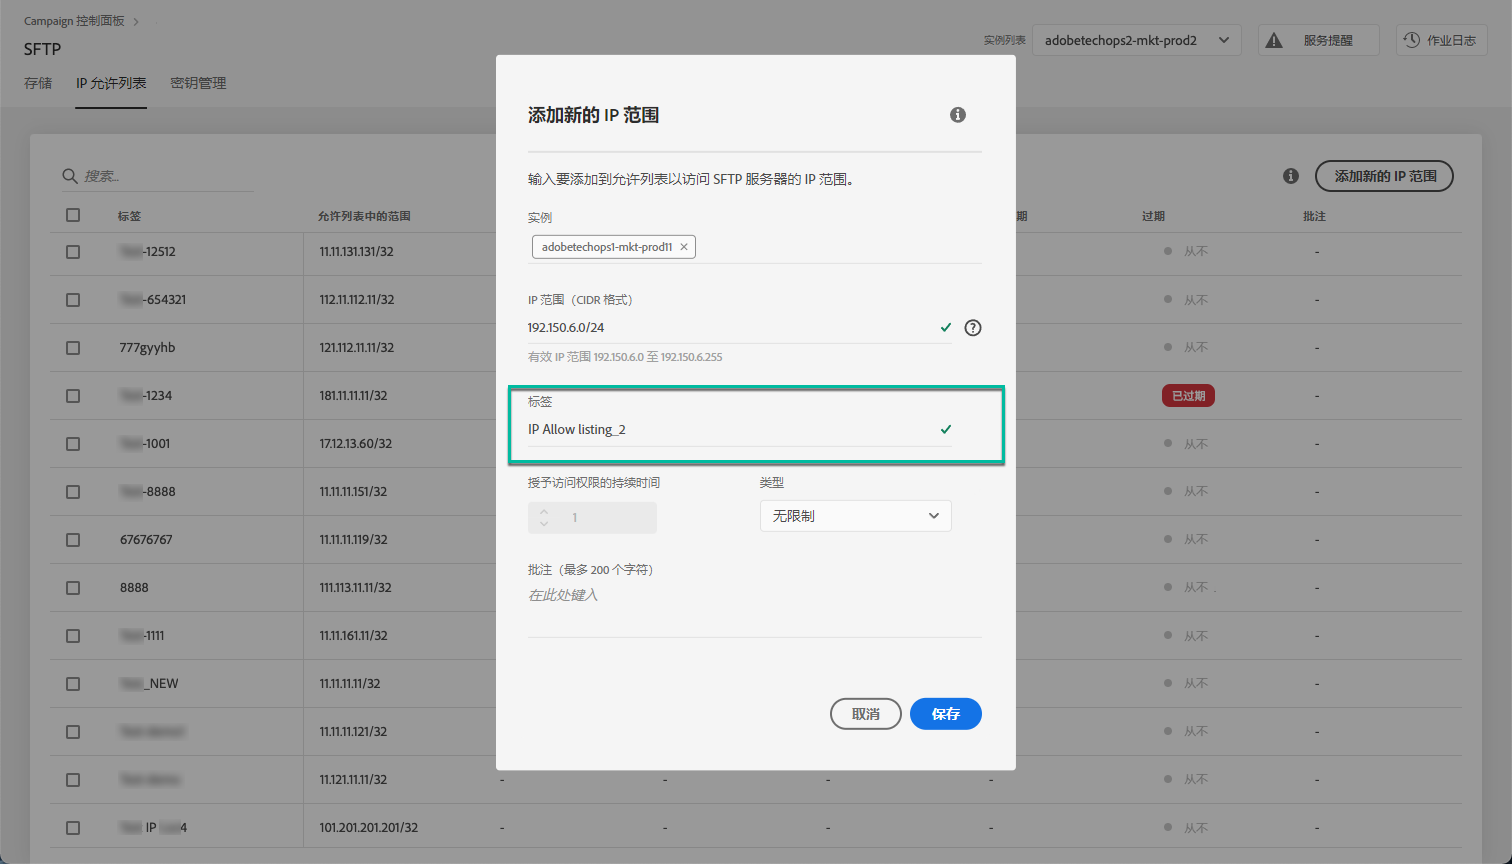 Campaign 控制面板
SFTP
实例列表
adobetechops2-mkt-prod2
服务提醒
作业日志
存储
IP 允许列表
密钥管理
搜索...
添加新的 IP 范围
标签
允许列表中的范围
期
过期
批注
-12512
11.11.131.131/32
从不
-
-654321
112.11.112.11/32
从不
-
777gyyhb
121.112.11.11/32
从不
-
-1234
181.11.11.11/32
已过期
-
-1001
17.12.13.60/32
从不
-
-8888
11.11.11.151/32
从不
-
67676767
11.11.11.119/32
从不
-
8888
111.113.11.11/32
从不 .
-
-1111
11.11.161.11/32
从不
-
_NEW
11.11.11.11/32
从不
-
11.11.11.121/32
从不
-
11.121.11.11/32
-
-
-
-
从不
-
IP
4
101.201.201.201/32
-
-
-
-
从不
-
添加新的 IP 范围
输入要添加到允许列表以访问 SFTP 服务器的 IP 范围。
实例
adobetechops1-mkt-prod11 ×
IP 范围（CIDR 格式）
192.150.6.0/24
有效 IP 范围 192.150.6.0 至 192.150.6.255
标签
IP Allow listing_2
授予访问权限的持续时间
类型
1
无限制
批注（最多 200 个字符）
在此处键入
取消
保存